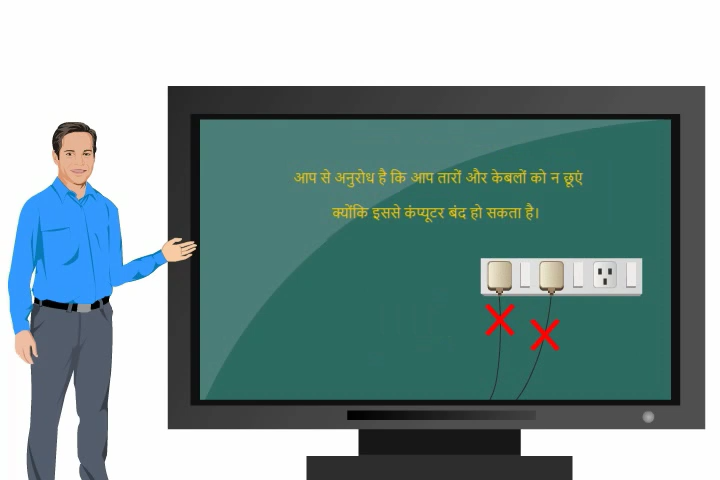 आप से अनुरोध है कि आप तारों और केबलों को न छूएं
क्योंकि इससे कंप्यूटर बंद हो सकता है।